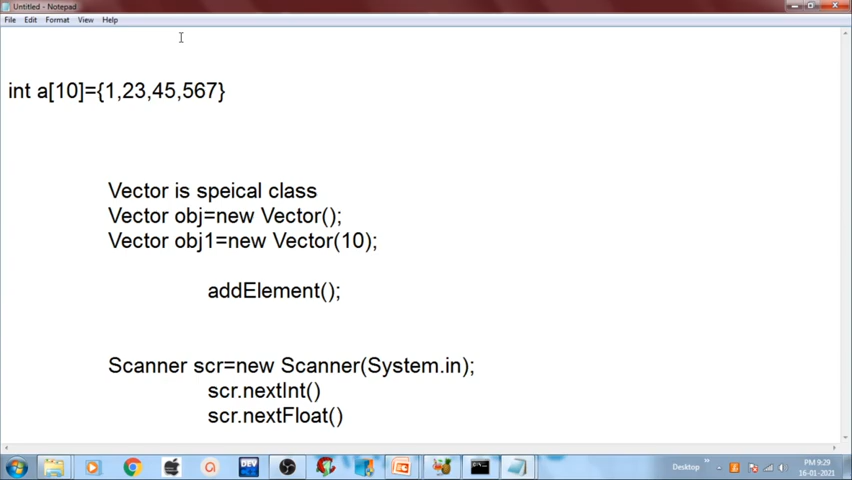 Untitled - Notepad
File Edit Format View Help
int a[10]={1,23,45,567}
Vector is speical class
Vector obj=new Vector();
Vector obj1=new Vector(10);
addElement();
Scanner scr=new Scanner(System.in);
scr.nextInt()
scr.nextFloat()
DEV
Desktop
PM 9:29
16-01-2021